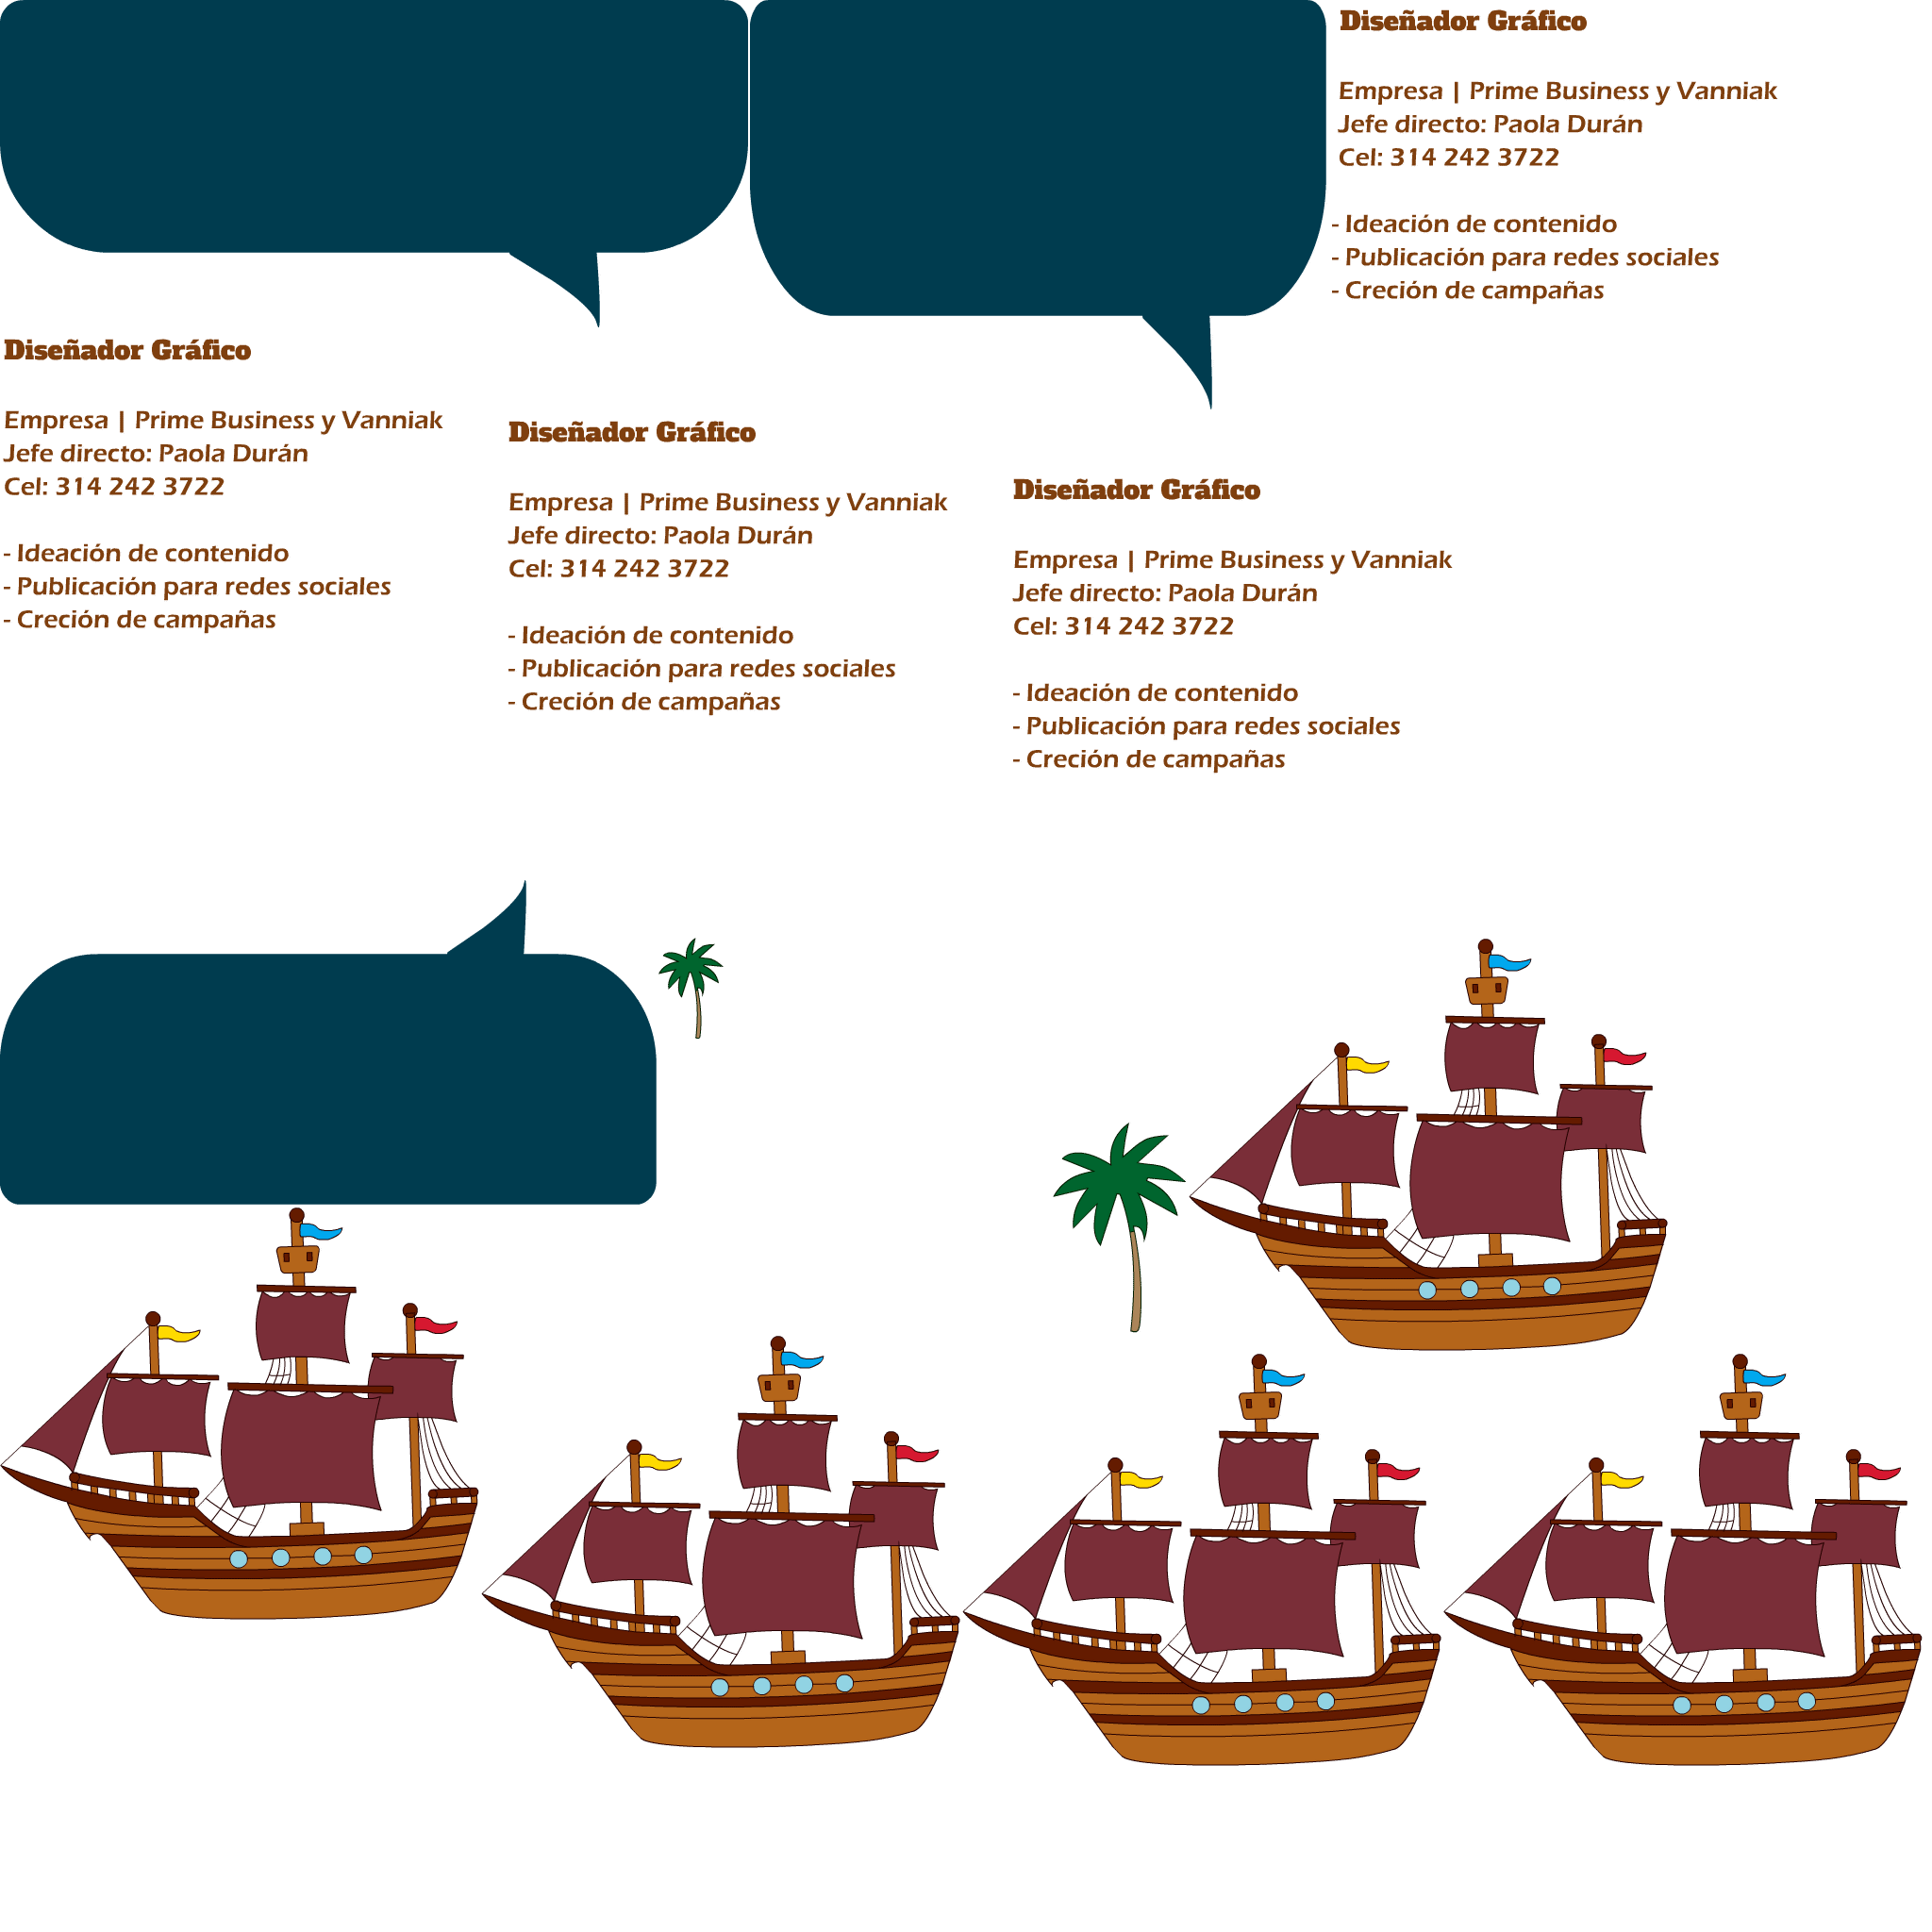 Diseñador Gráfico
Empresa | Prime Business y Vanniak
Jefe directo: Paola Durán
Cel: 314 242 3722
- Ideación de contenido
- Publicación para redes sociales
- Creción de campañas
Diseñador Gráfico
Empresa | Prime Business y Vanniak
Jefe directo: Paola Durán
Cel: 314 242 3722
- Ideación de contenido
- Publicación para redes sociales
- Creción de campañas
Diseñador Gráfico
Empresa | Prime Business y Vanniak
Jefe directo: Paola Durán
Cel: 314 242 3722
- Ideación de contenido
- Publicación para redes sociales
- Creción de campañas
Diseñador Gráfico
Empresa | Prime Business y Vanniak
Jefe directo: Paola Durán
Cel: 314 242 3722
- Ideación de contenido
- Publicación para redes sociales
- Creción de campañas